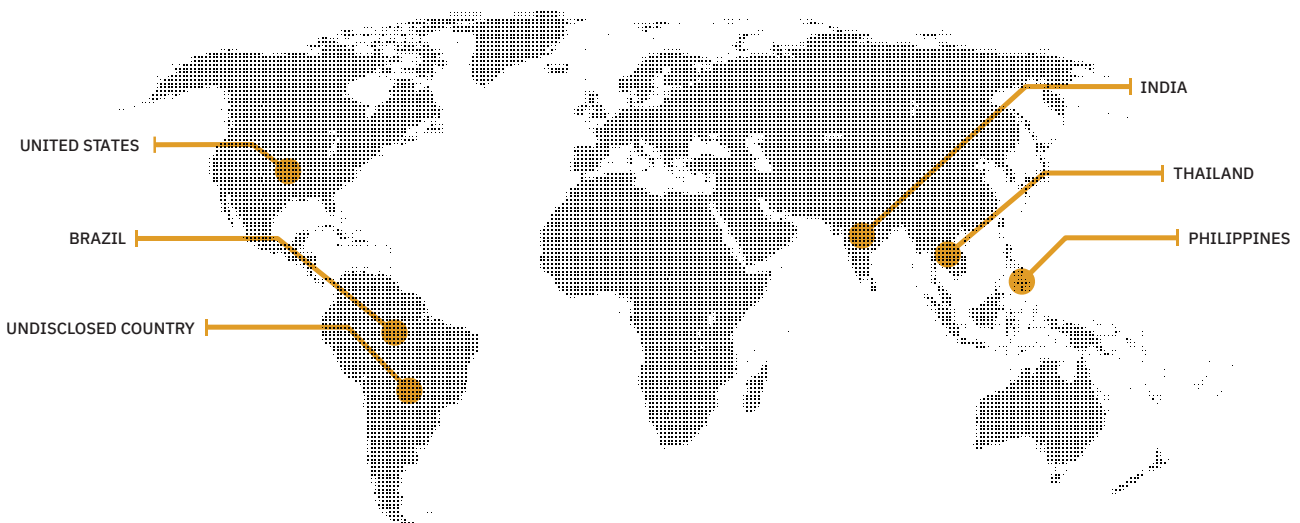 INDIA
UNITED STATES
THAILAND
BRAZIL
PHILIPPINES
UNDISCLOSED COUNTRY